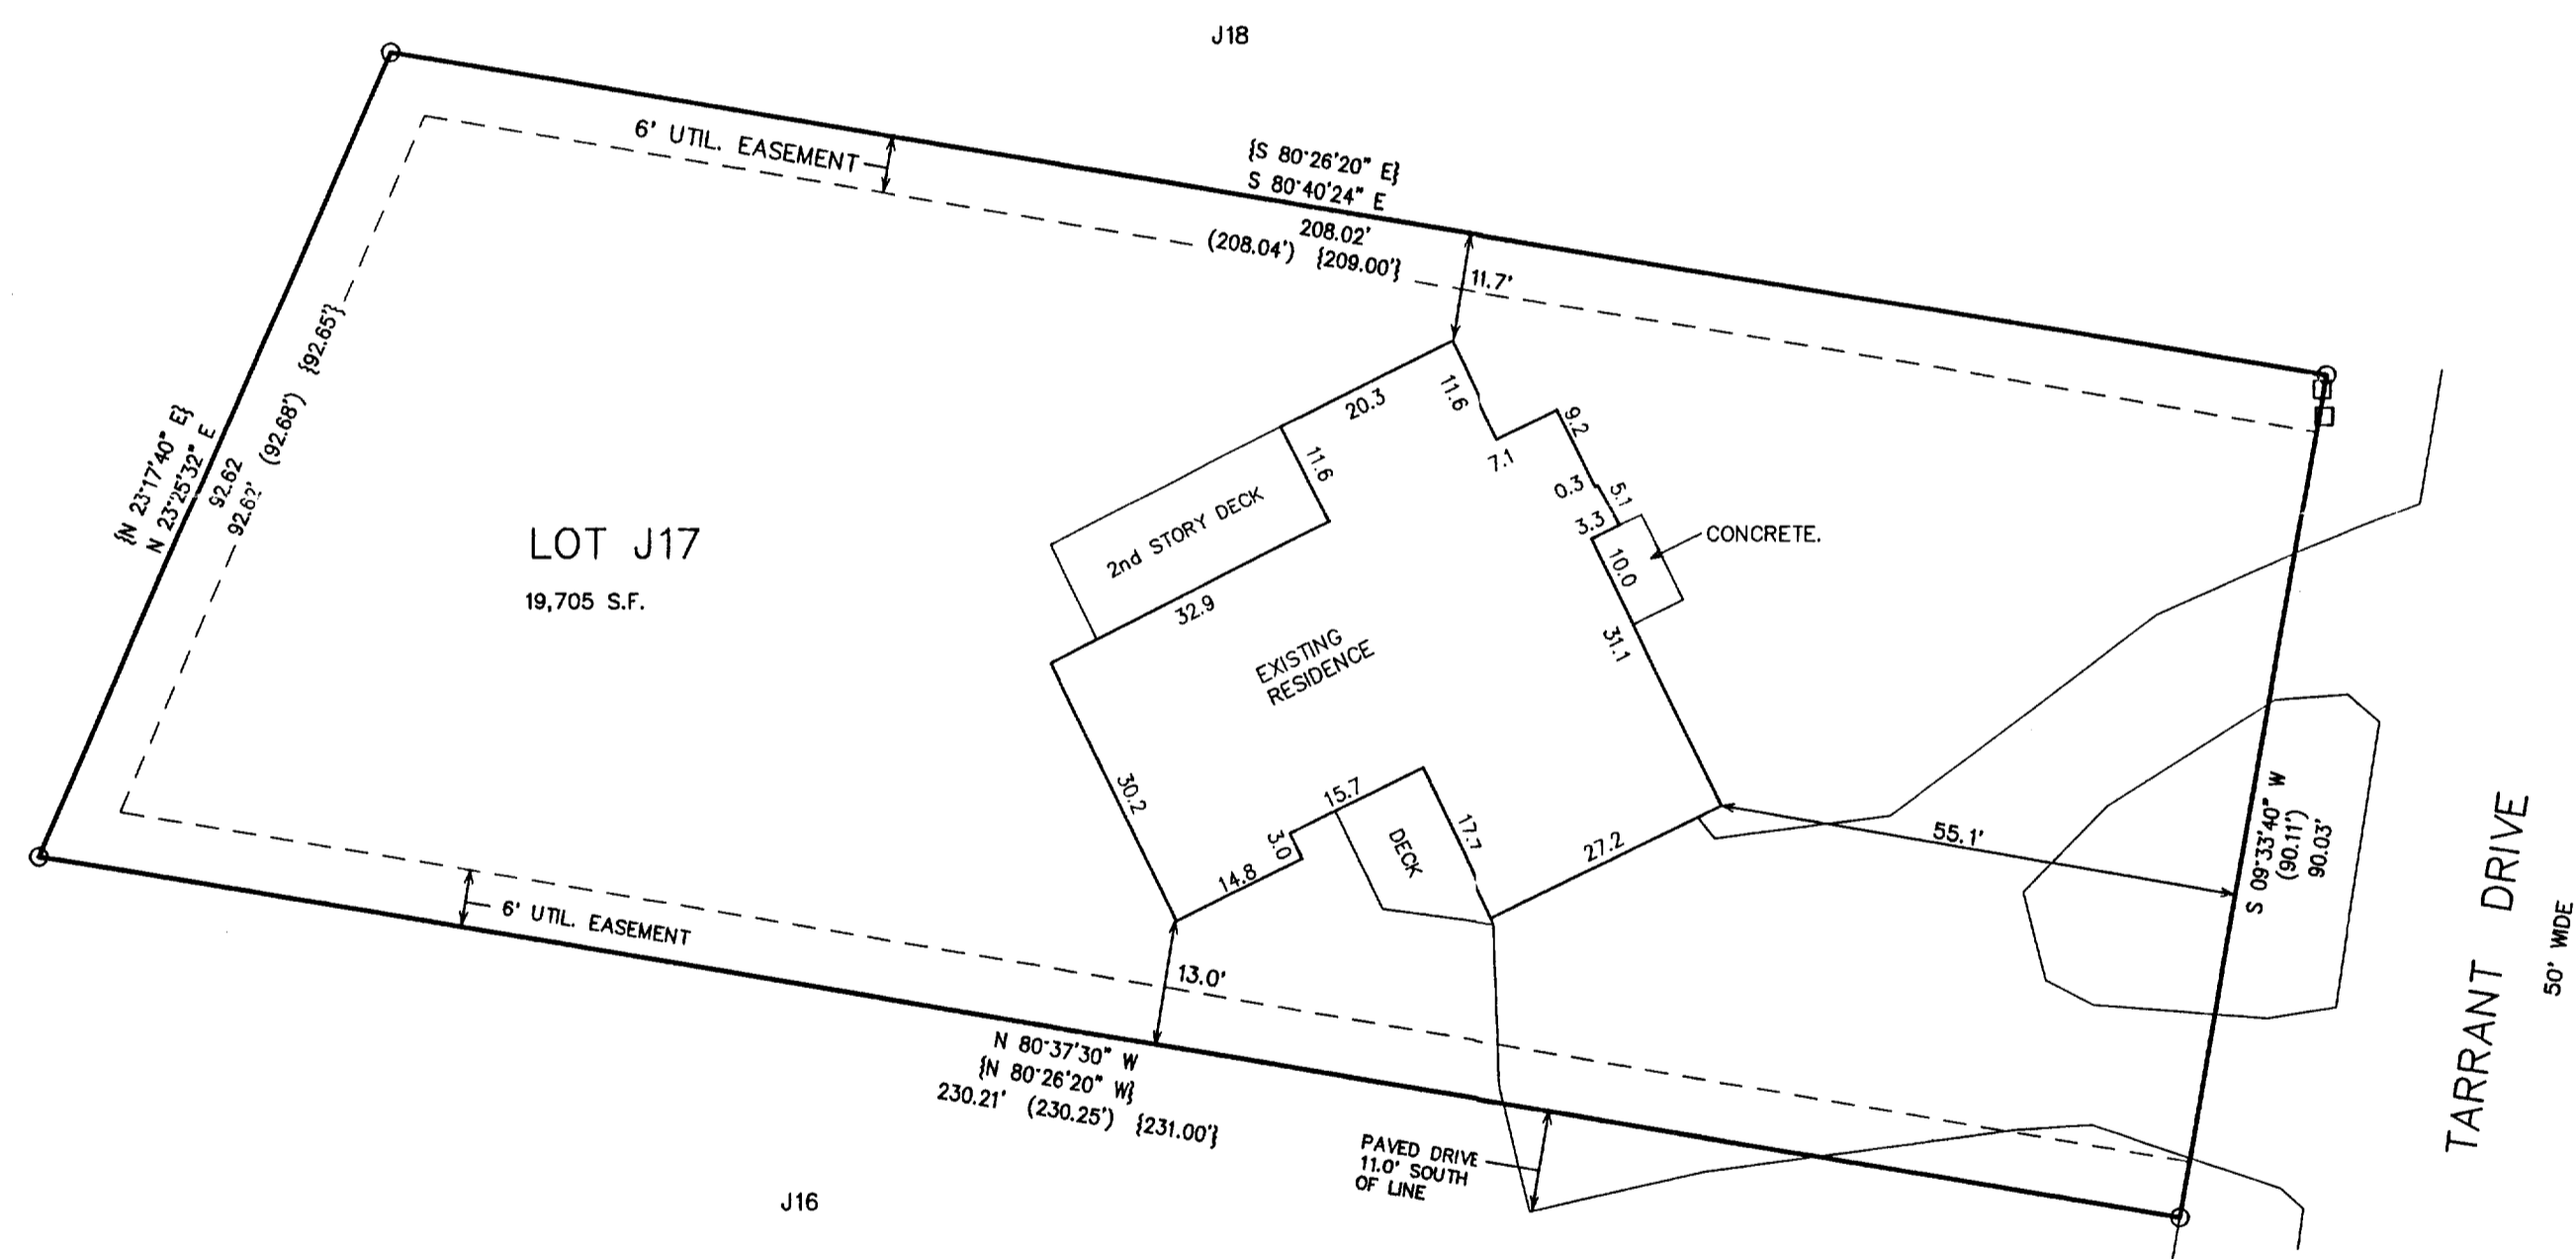 J18
6' UTIL. EASEMENT
{S 80°26'20" E}
S 80°40'24" E
208.02'
(208.04') {209.00'}
11.7'
{N 23°17'40" E}
N 23°25'32" E
92.62
92.62' (92.68') {92.65'}
LOT J17
19,705 S.F.
20.3
11.6
11.6
7.1
9.2
0.3
5.1
3.3
10.0
CONCRETE.
2nd STORY DECK
32.9
31.1
EXISTING
RESIDENCE
30.2
15.7
3.0
14.8
DECK
17.7
27.2
55.1'
S 09°33'40" W
(90.11')
90.03'
TARRANT DRIVE
50' WIDE
6' UTIL. EASEMENT
13.0'
N 80°37'30" W
{N 80°26'20" W}
230.21' (230.25') {231.00'}
PAVED DRIVE
11.0' SOUTH
OF LINE
J16